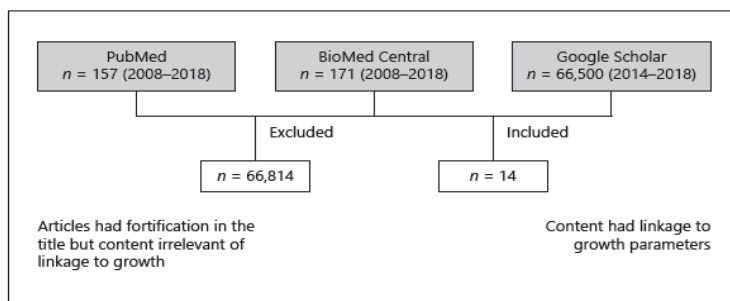 PubMed
n = 157 (2008–2018)
BioMed Central
n = 171 (2008–2018)
Google Scholar
n = 66,500 (2014–2018)
Excluded
Included
n = 66,814
n = 14
Articles had fortification in the
title but content irrelevant of
linkage to growth
Content had linkage to
growth parameters